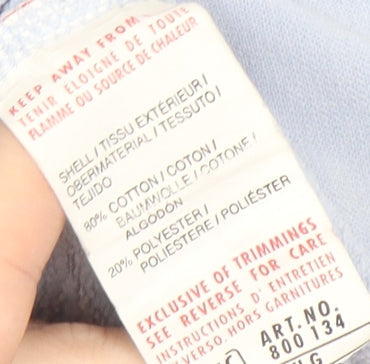 KEEP AWAY FROM
TENIR ELOIGNE DE TOUTE
FLAMME OU SOURCE DE CHALEUR
SHELL / TISSU EXTÉRIEUR /
OBERMATERIAL / TESSUTO /
TEJIDO
80% COTTON / COTON /
BAUMWOLLE / COTONE /
ALGODÓN
20% POLYESTER /
POLIESTERE / POLIÉSTER
EXCLUSIVE OF TRIMMINGS
SEE REVERSE FOR CARE
INSTRUCTIONS D'ENTRETIEN
VERSO. HORS GARNITURES
ART. NO.
800 134
LG